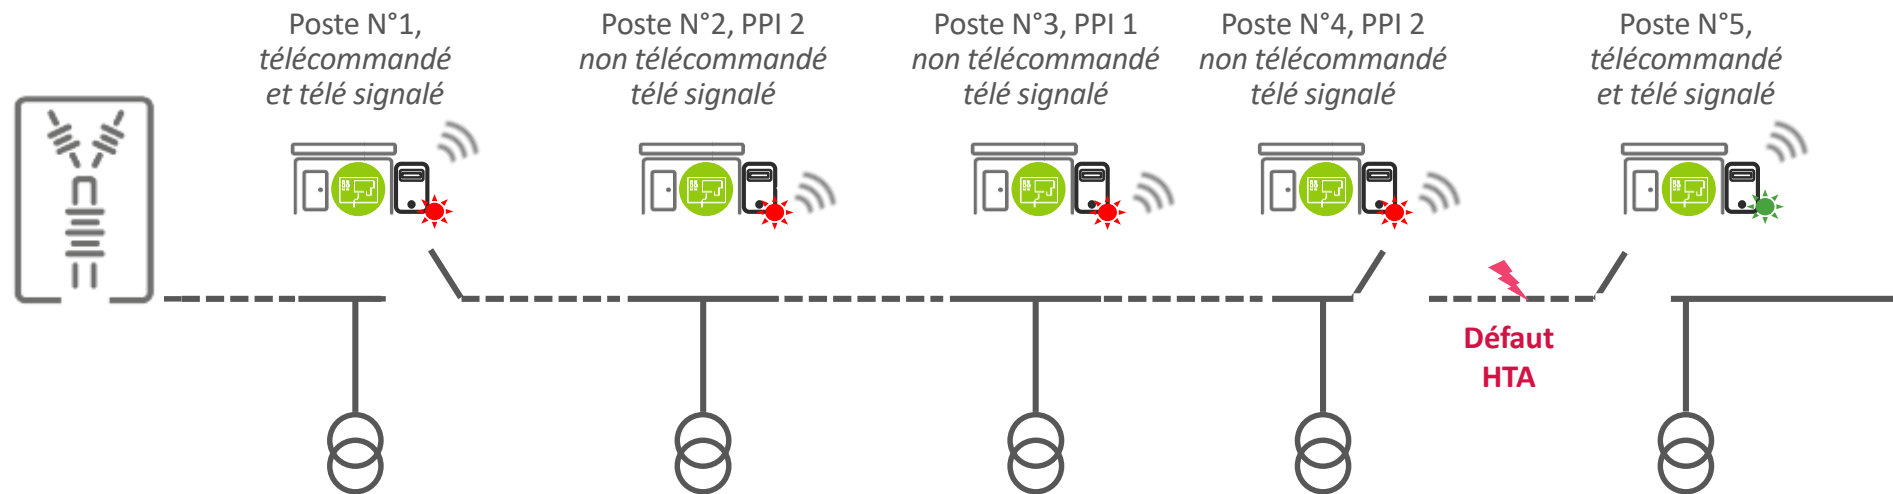 Poste N°1,
télécommandé
et télé signalé
Poste N°2, PPI 2
non télécommandé
télé signalé
Poste N°3, PPI 1
non télécommandé
télé signalé
Poste N°4, PPI 2
non télécommandé
télé signalé
Poste N°5,
télécommandé
et télé signalé
Défaut
HTA